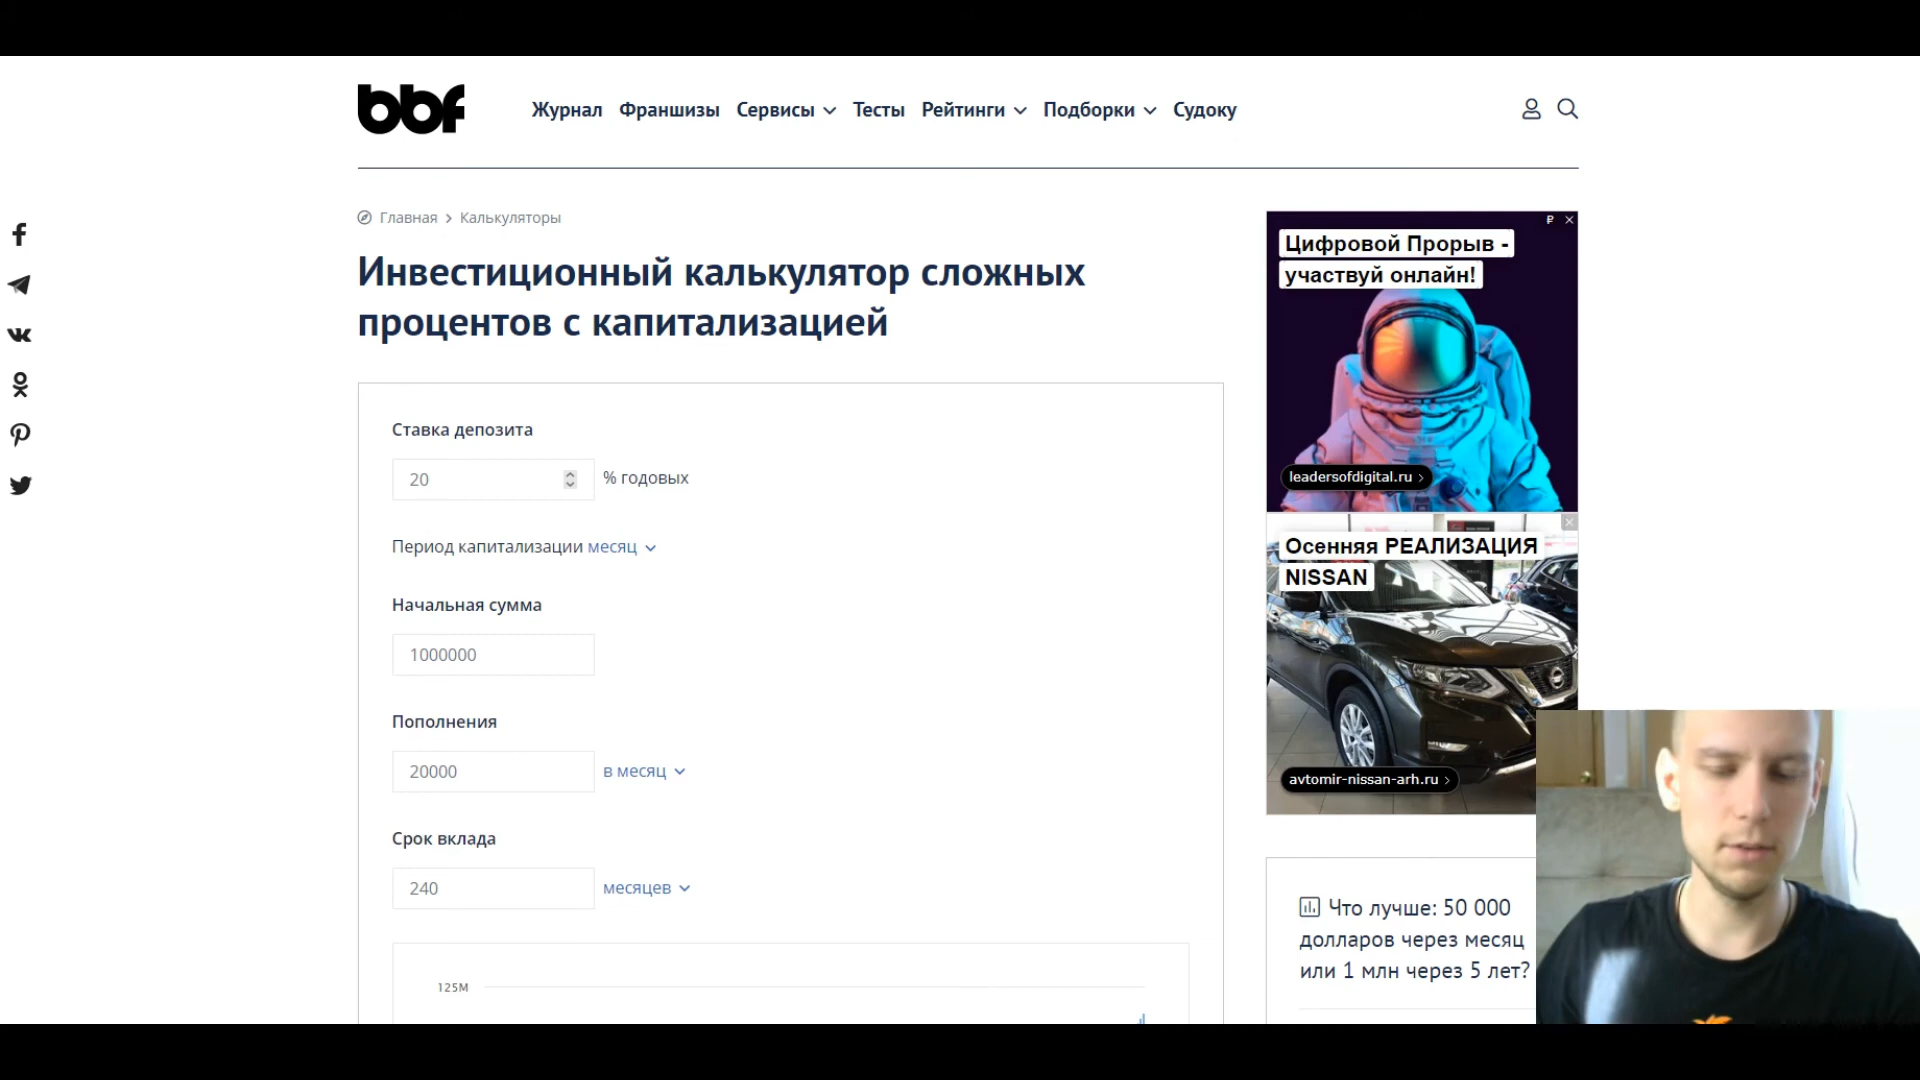 bbf
Журнал Франшизы Сервисы Тесты Рейтинги Подборки Судоку
Главная › Калькуляторы
Инвестиционный калькулятор сложных
процентов с капитализацией
Ставка депозита
20 % годовых
Период капитализации месяц
Начальная сумма
1000000
Пополнения
20000 в месяц
Срок вклада
240 месяцев
125M
Цифровой Прорыв -
участвуй онлайн!
leadersofdigital.ru ›
Осенняя РЕАЛИЗАЦИЯ
NISSAN
avtomir-nissan-arh.ru ›
Что лучше: 50 000
долларов через месяц
или 1 млн через 5 лет?